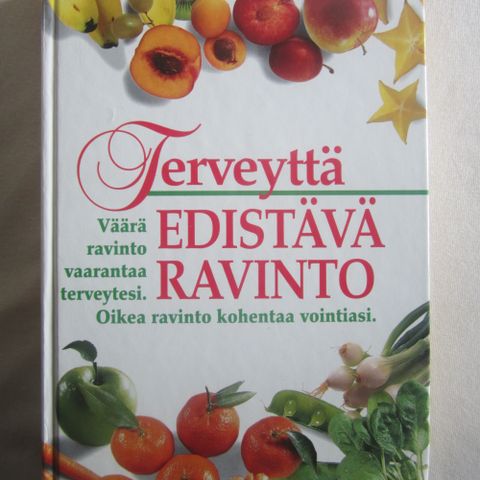 Terveyttä
EDISTÄVÄ
RAVINTO
Väärä
ravinto
vaarantaa
terveytesi.
Oikea ravinto kohentaa vointiasi.